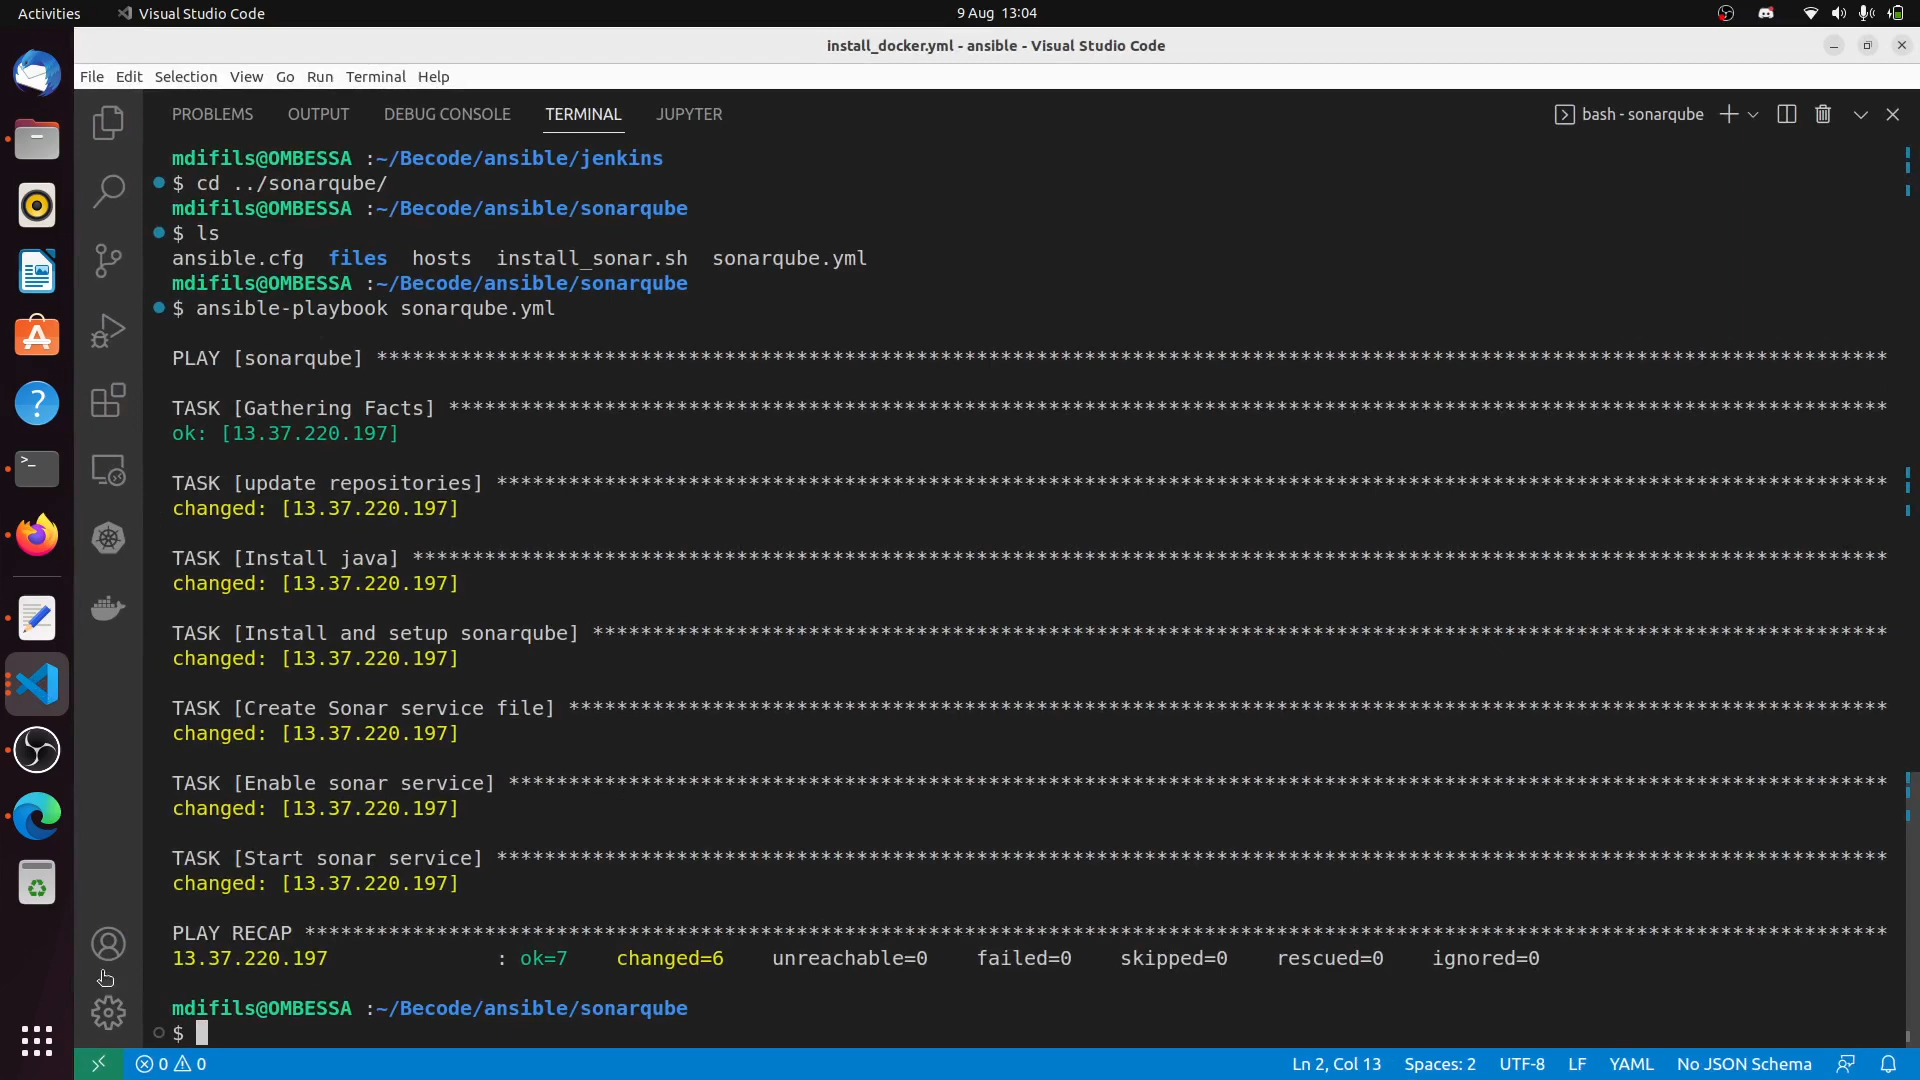 Activities Visual Studio Code 9 Aug 13:04
install_docker.yml - ansible - Visual Studio Code
File Edit Selection View Go Run Terminal Help
PROBLEMS OUTPUT DEBUG CONSOLE TERMINAL JUPYTER bash - sonarqube
mdifils@OMBESSA :~/Becode/ansible/jenkins
$ cd ../sonarqube/
mdifils@OMBESSA :~/Becode/ansible/sonarqube
$ ls
ansible.cfg files hosts install_sonar.sh sonarqube.yml
mdifils@OMBESSA :~/Becode/ansible/sonarqube
$ ansible-playbook sonarqube.yml
PLAY [sonarqube] ******************************************************************************************************************************
TASK [Gathering Facts] ************************************************************************************************************************
ok: [13.37.220.197]
TASK [update repositories] ********************************************************************************************************************
changed: [13.37.220.197]
TASK [Install java] ***************************************************************************************************************************
changed: [13.37.220.197]
TASK [Install and setup sonarqube] ************************************************************************************************************
changed: [13.37.220.197]
TASK [Create Sonar service file] **************************************************************************************************************
changed: [13.37.220.197]
TASK [Enable sonar service] *******************************************************************************************************************
changed: [13.37.220.197]
TASK [Start sonar service] ********************************************************************************************************************
changed: [13.37.220.197]
PLAY RECAP ************************************************************************************************************************************
13.37.220.197 : ok=7 changed=6 unreachable=0 failed=0 skipped=0 rescued=0 ignored=0
mdifils@OMBESSA :~/Becode/ansible/sonarqube
$
0 0 Ln 2, Col 13 Spaces: 2 UTF-8 LF YAML No JSON Schema